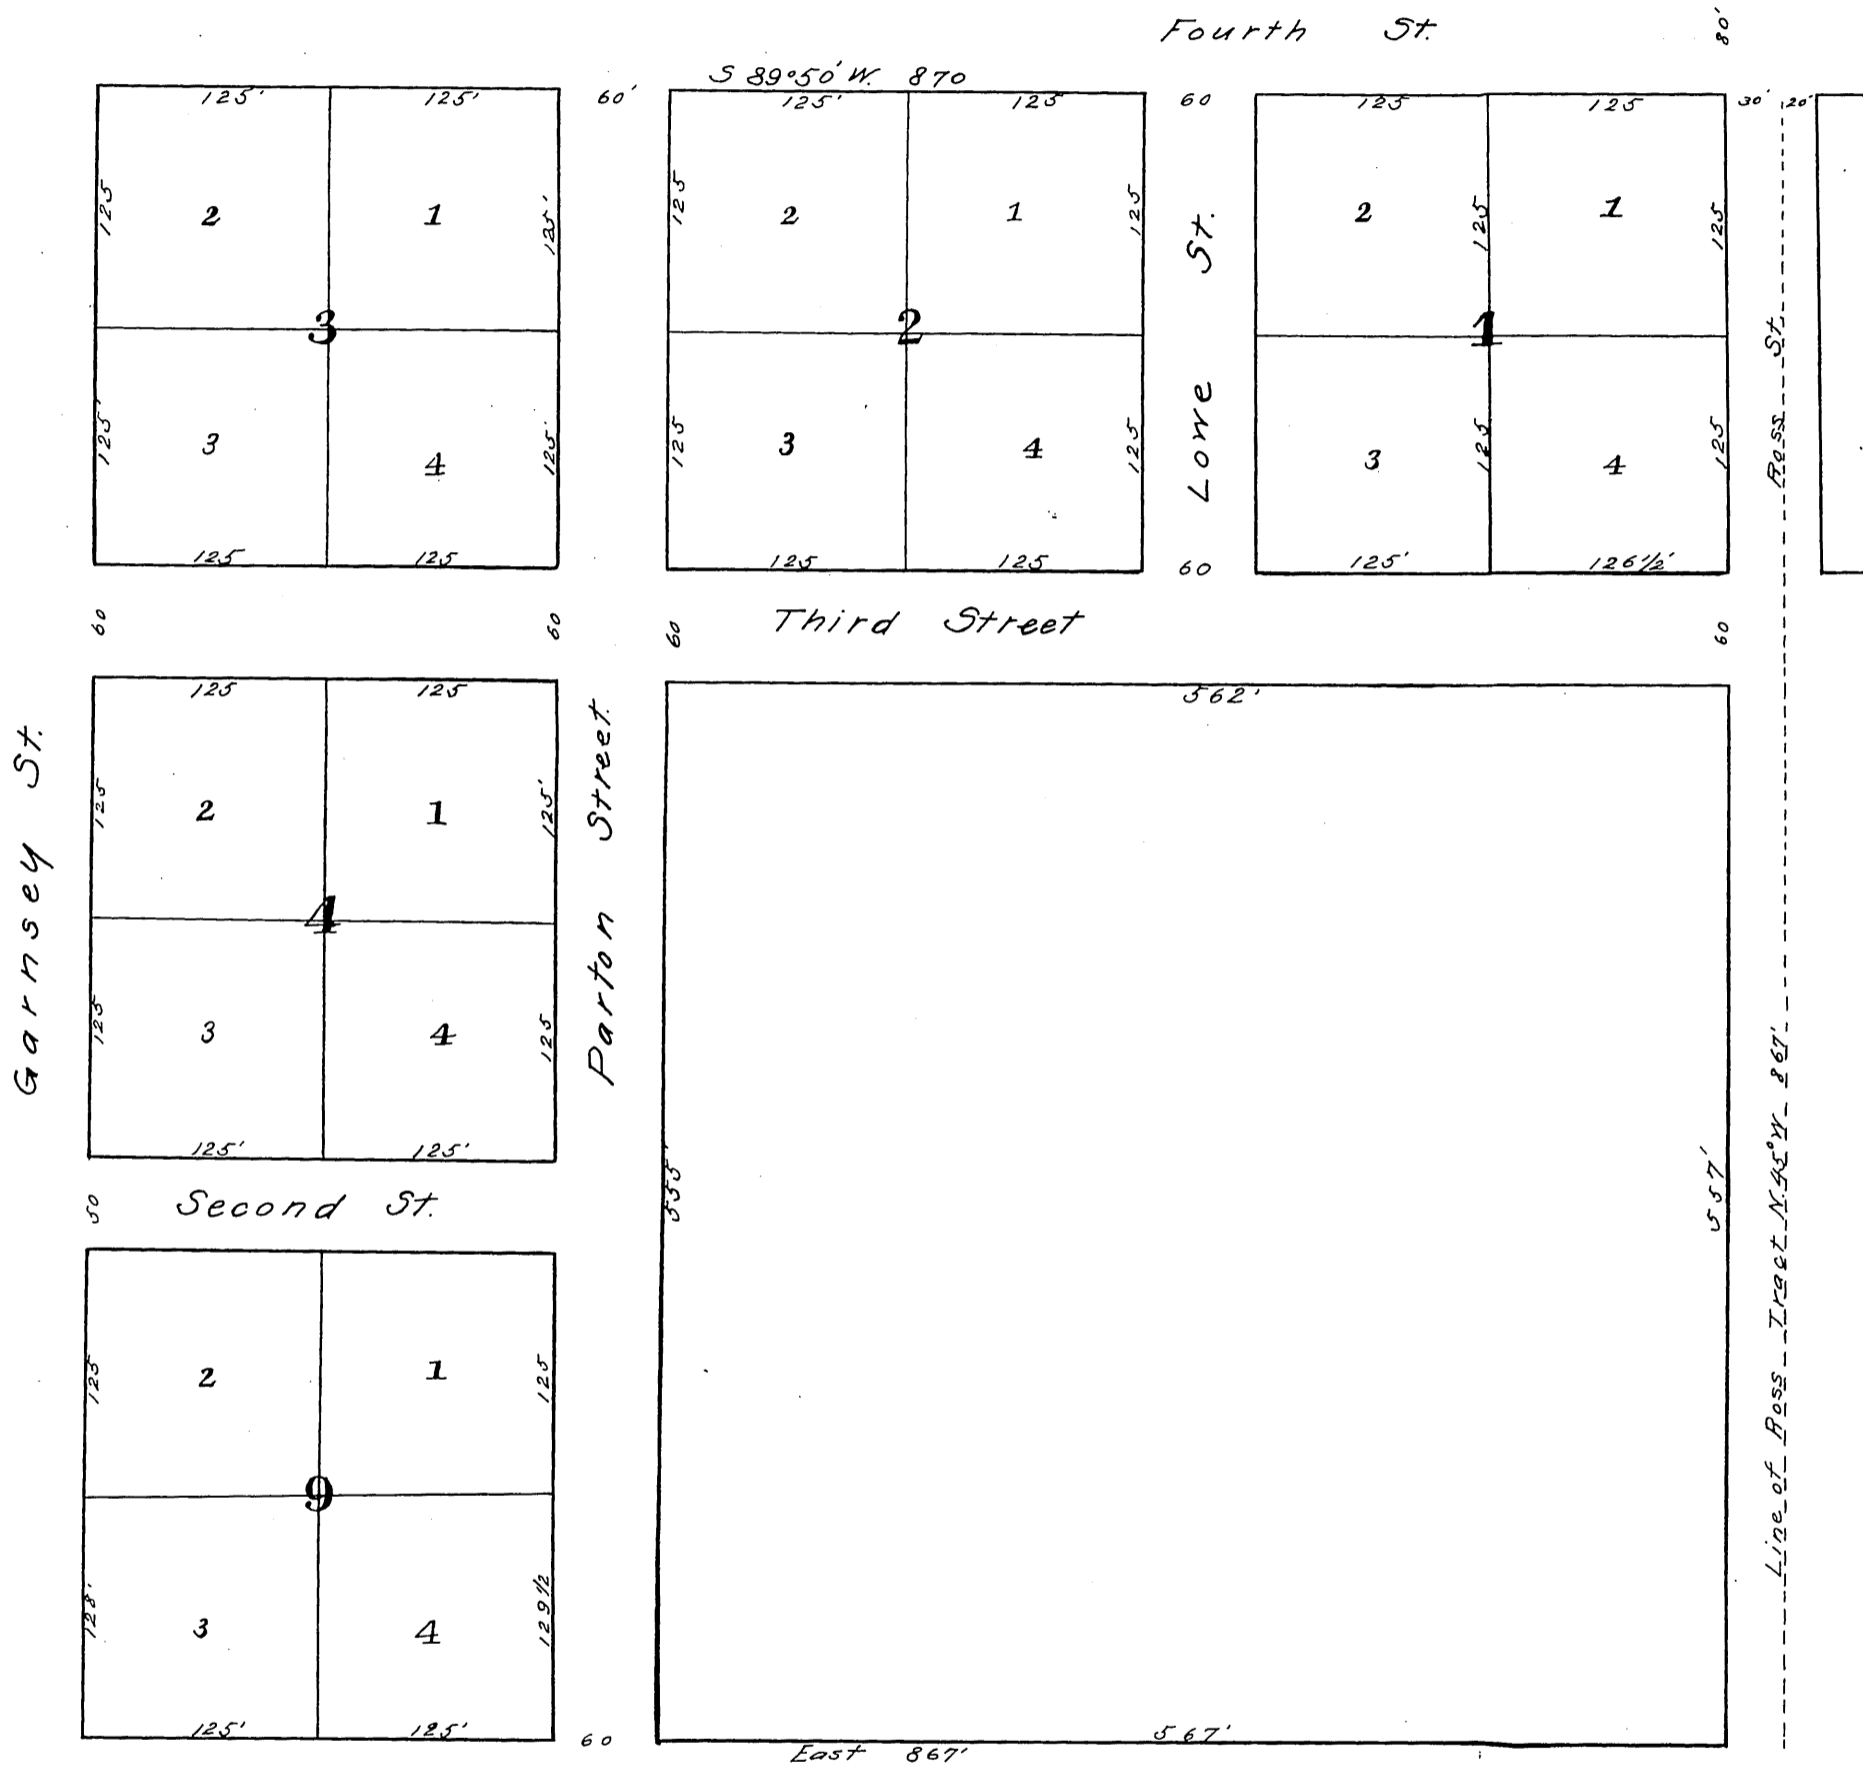 Fourth St. 80'
S 89°50' W. 870
125' 125' 60' 125' 125 60 125 125 30' 20'
125 2 1 125' 125 2 1 125 2 125 1 125
Lowe St.
Ross St.
3 2 1
125' 3 4 125' 125 3 4 125 3 125 4 125
125 125 125 125 60 125' 126½'
60 60 60 Third Street 60
125 125 562'
Garnsey St.
Parton Street
125 2 1 125'
4
125 3 4 125
125' 125'
555'
557'
Line of Ross Tract N.45°W 867'
50 Second St.
125 2 1 125
9
128' 3 4 129½
125' 125' 60 567'
East 867'